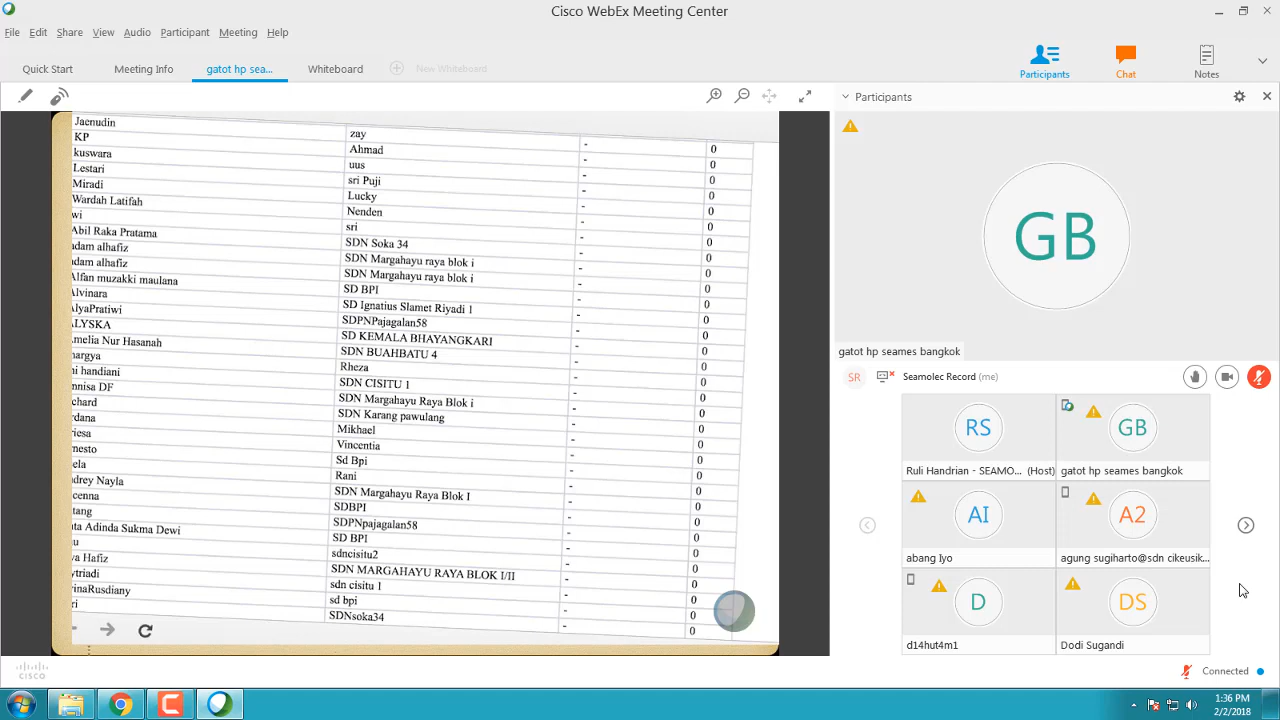 Cisco WebEx Meeting Center
File Edit Share View Audio Participant Meeting Help
Quick Start Meeting Info gatot hp sea... Whiteboard New Whiteboard
Participants Chat Notes
Participants
Jaenudin zay - 0
KP Ahmad - 0
kuswara uus - 0
Lestari sri Puji - 0
Miradi Lucky - 0
Wardah Latifah Nenden - 0
wi sri - 0
Abil Raka Pratama SDN Soka 34 - 0
adam alhafiz SDN Margahayu raya blok i - 0
adam alhafiz SDN Margahayu raya blok i - 0
Alfan muzakki maulana SD BPI - 0
Alvinara SD Ignatius Slamet Riyadi 1 - 0
AlyaPratiwi SDPNPajagalan58 - 0
ALYSKA SD KEMALA BHAYANGKARI - 0
Amelia Nur Hasanah SDN BUAHBATU 4 - 0
nargya Rheza - 0
ni handiani SDN CISITU 1 - 0
nnisa DF SDN Margahayu Raya Blok i - 0
chard SDN Karang pawulang - 0
rdana Mikhael - 0
riesa Vincentia - 0
nesto Sd Bpi - 0
ela Rani - 0
udrey Nayla SDN Margahayu Raya Blok I - 0
cenna SDBPI - 0
tang SDPNpajagalan58 - 0
ta Adinda Sukma Dewi SD BPI - 0
u sdncisitu2 - 0
a Hafiz SDN MARGAHAYU RAYA BLOK I/II - 0
ytriadi sdn cisitu 1 - 0
rinaRusdiany sd bpi - 0
ri SDNsoka34 - 0
GB
gatot hp seames bangkok
SR Seamolec Record (me)
RS
Ruli Handrian - SEAMO... (Host)
GB
gatot hp seames bangkok
AI
abang Iyo
A2
agung sugiharto@sdn cikeusik...
D
d14hut4m1
DS
Dodi Sugandi
cisco
Connected
1:36 PM
2/2/2018